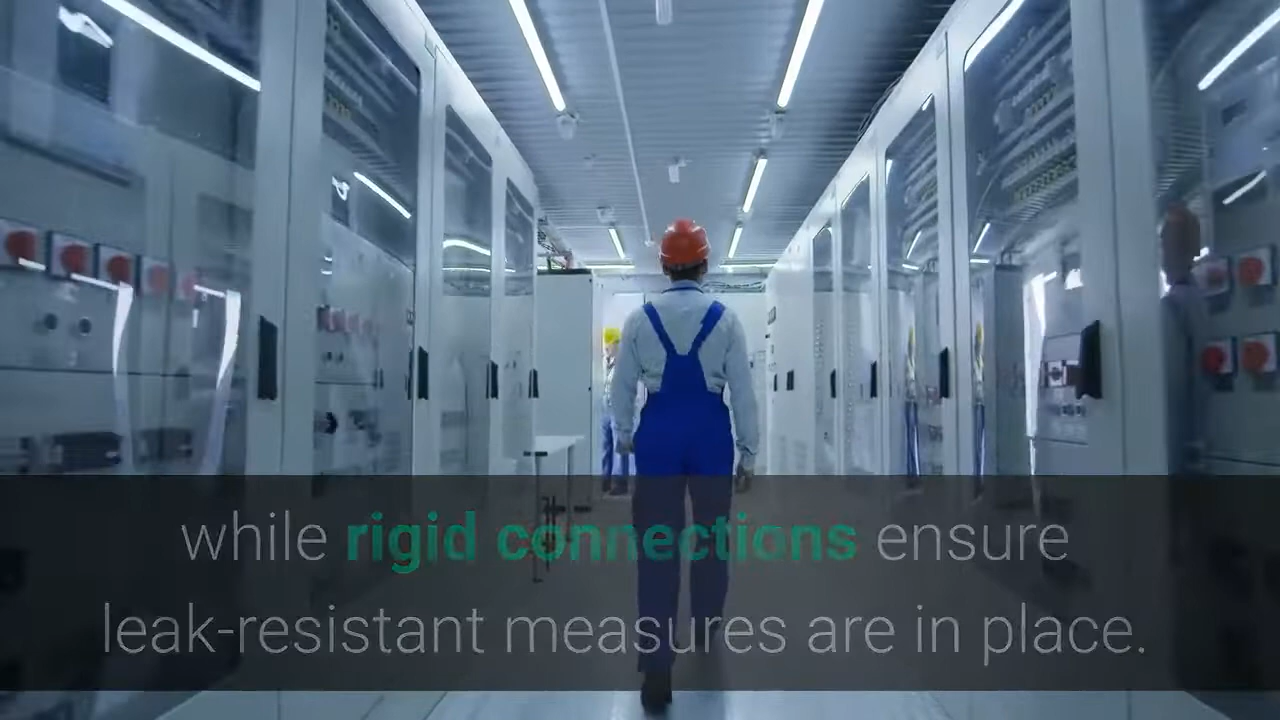 while rigid connections ensure
leak-resistant measures are in place.